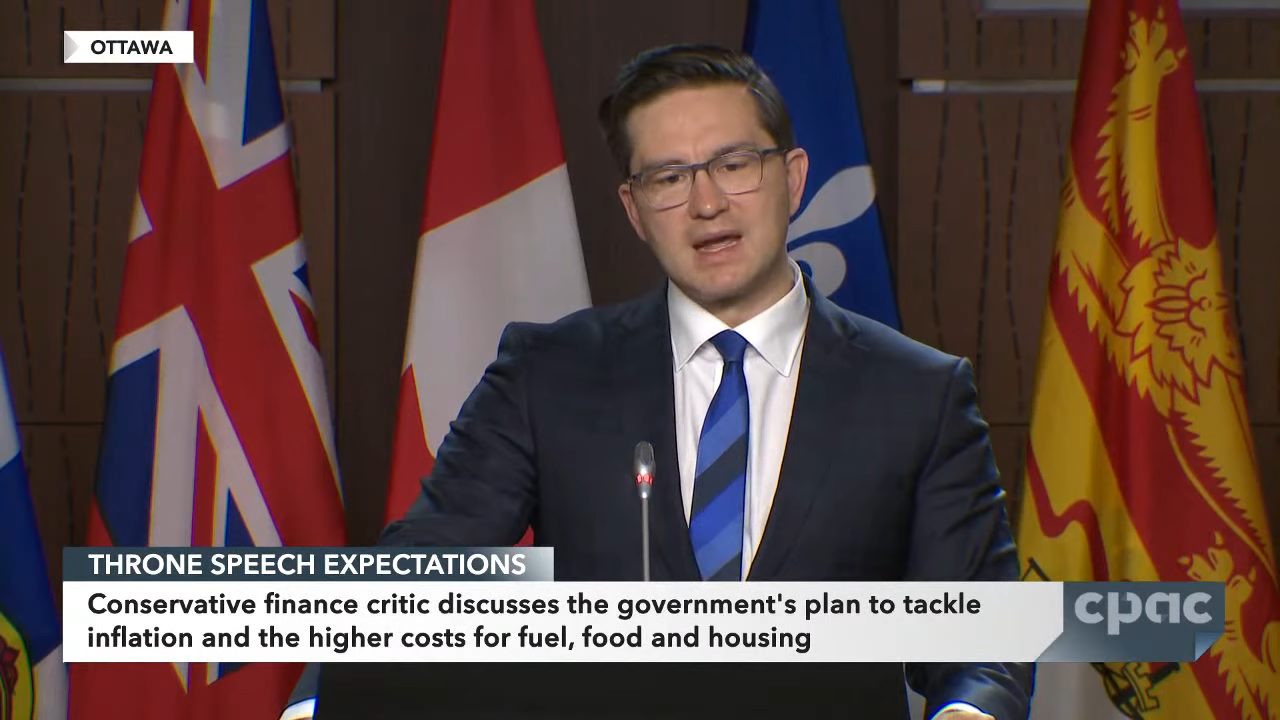 OTTAWA
THRONE SPEECH EXPECTATIONS
Conservative finance critic discusses the government's plan to tackle
inflation and the higher costs for fuel, food and housing
cpac